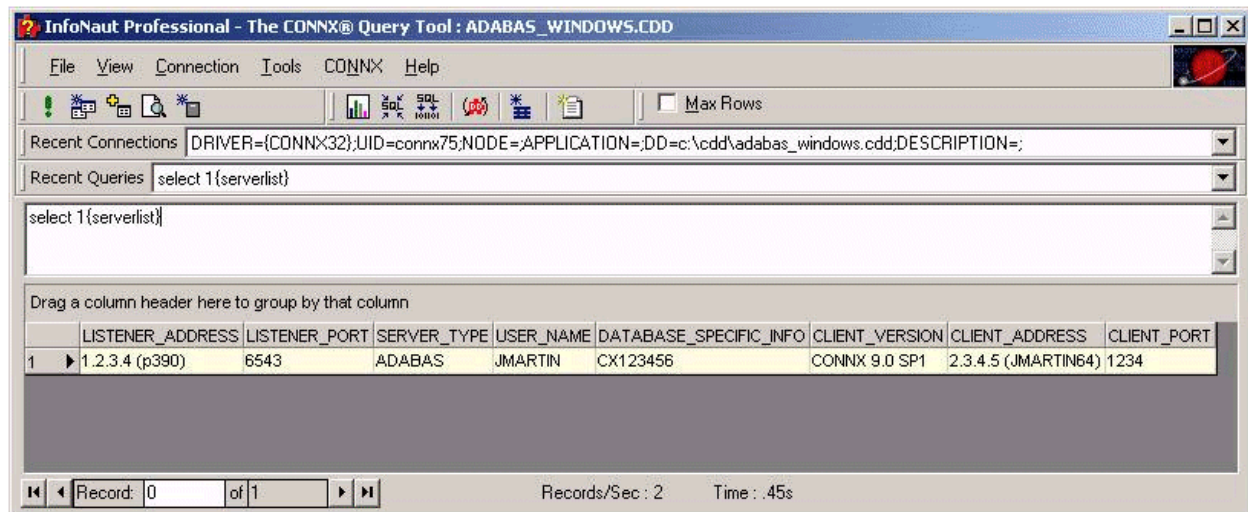 InfoNaut Professional - The CONNX® Query Tool : ADABAS_WINDOWS.CDD
File View Connection Tools CONNX Help
Max Rows
Recent Connections DRIVER={CONNX32};UID=connx75;NODE=;APPLICATION=;DD=c:\cdd\adabas_windows.cdd;DESCRIPTION=;
Recent Queries select 1{serverlist}
select 1{serverlist}
Drag a column header here to group by that column
LISTENER_ADDRESS LISTENER_PORT SERVER_TYPE USER_NAME DATABASE_SPECIFIC_INFO CLIENT_VERSION CLIENT_ADDRESS CLIENT_PORT
1 1.2.3.4 (p390) 6543 ADABAS JMARTIN CX123456 CONNX 9.0 SP1 2.3.4.5 (JMARTIN64) 1234
Record: 0 of 1 Records/Sec : 2 Time : .45s